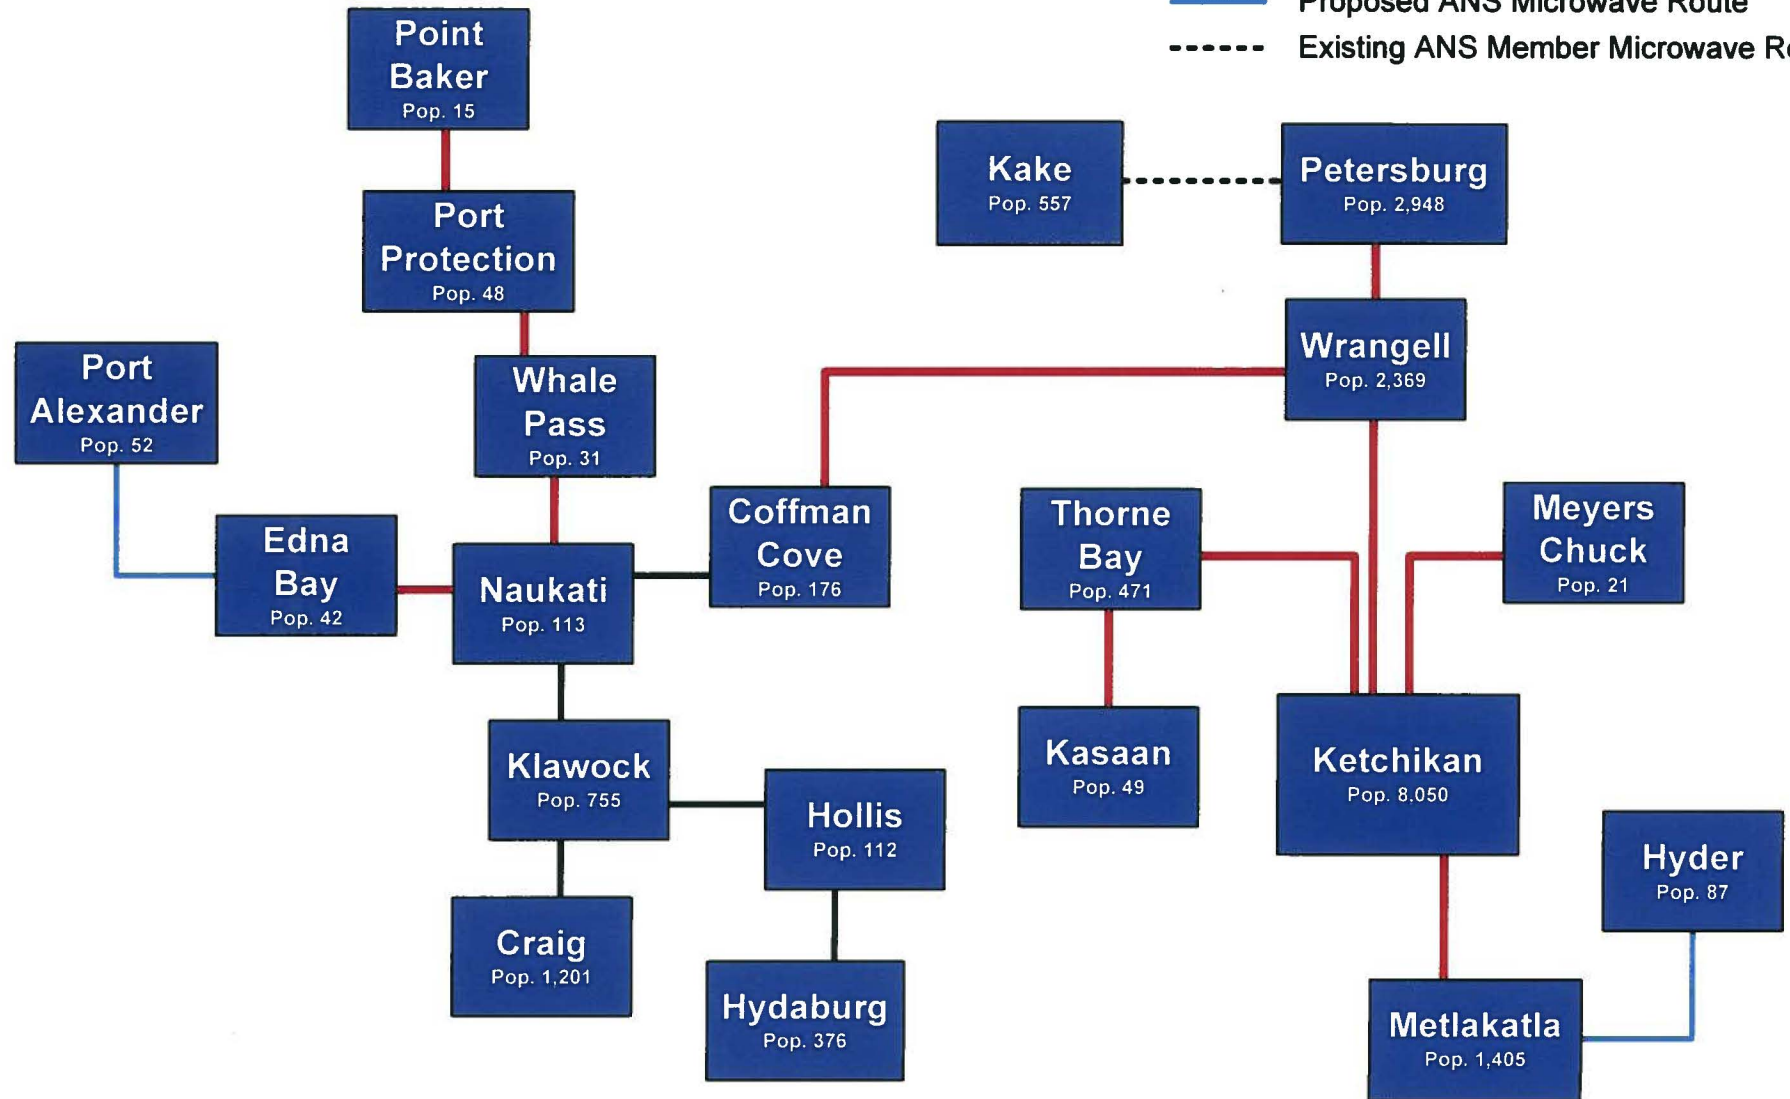 Proposed ANS Microwave Route
Existing ANS Member Microwave
Point
Baker
Pop. 15
Kake
Pop. 557
Petersburg
Pop. 2,948
Port
Protection
Pop. 48
Wrangell
Pop. 2,369
Port
Alexander
Pop. 52
Whale
Pass
Pop. 31
Coffman
Cove
Pop. 176
Thorne
Bay
Pop. 471
Meyers
Chuck
Pop. 21
Edna
Bay
Pop. 42
Naukati
Pop. 113
Klawock
Pop. 755
Hollis
Pop. 112
Kasaan
Pop. 49
Ketchikan
Pop. 8,050
Hyder
Pop. 87
Craig
Pop. 1,201
Hydaburg
Pop. 376
Metlakatla
Pop. 1,405